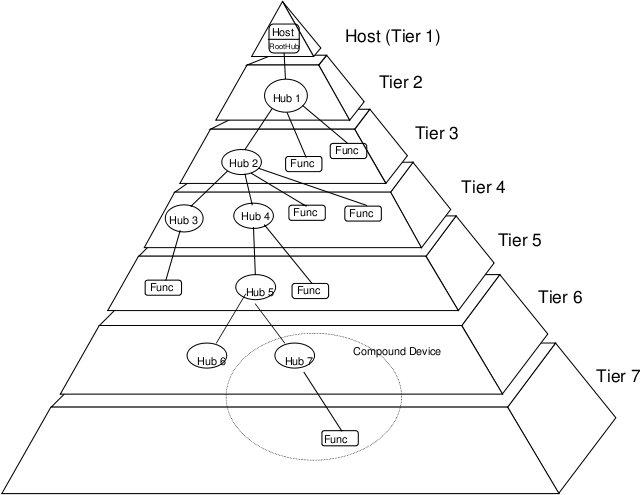 Host
RootHub
Host (Tier 1)
Tier 2
Hub 1
Tier 3
Func
Hub 2
Func
Tier 4
Hub 3
Hub 4
Func
Func
Tier 5
Func
Hub 5
Func
Tier 6
Hub 6
Hub 7
Compound Device
Tier 7
Func